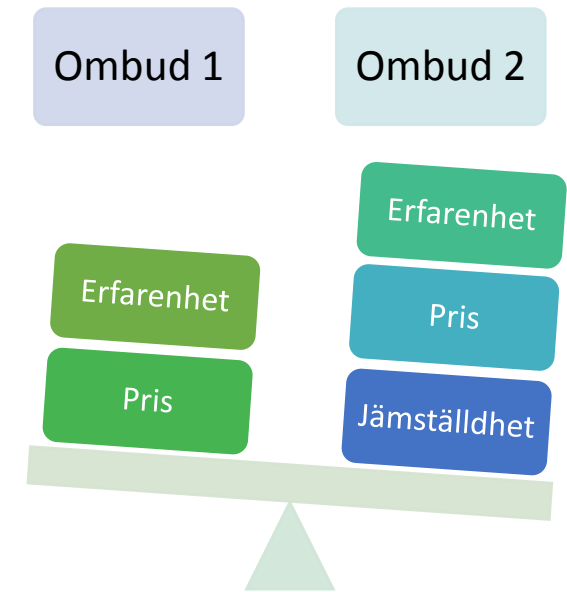 Ombud 1
Ombud 2
Erfarenhet
Pris
Erfarenhet
Pris
Jämställdhet